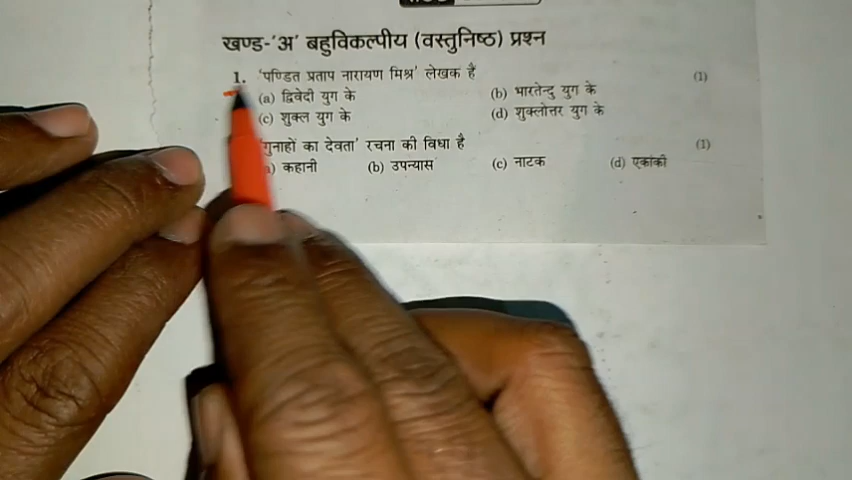 खण्ड-'अ' बहुविकल्पीय (वस्तुनिष्ठ) प्रश्न
1. 'पण्डित प्रताप नारायण मिश्र' लेखक हैं (1)
(a) द्विवेदी युग के (b) भारतेन्दु युग के
(c) शुक्ल युग के (d) शुक्लोत्तर युग के
'गुनाहों का देवता' रचना की विधा है (1)
कहानी (b) उपन्यास (c) नाटक (d) एकांकी